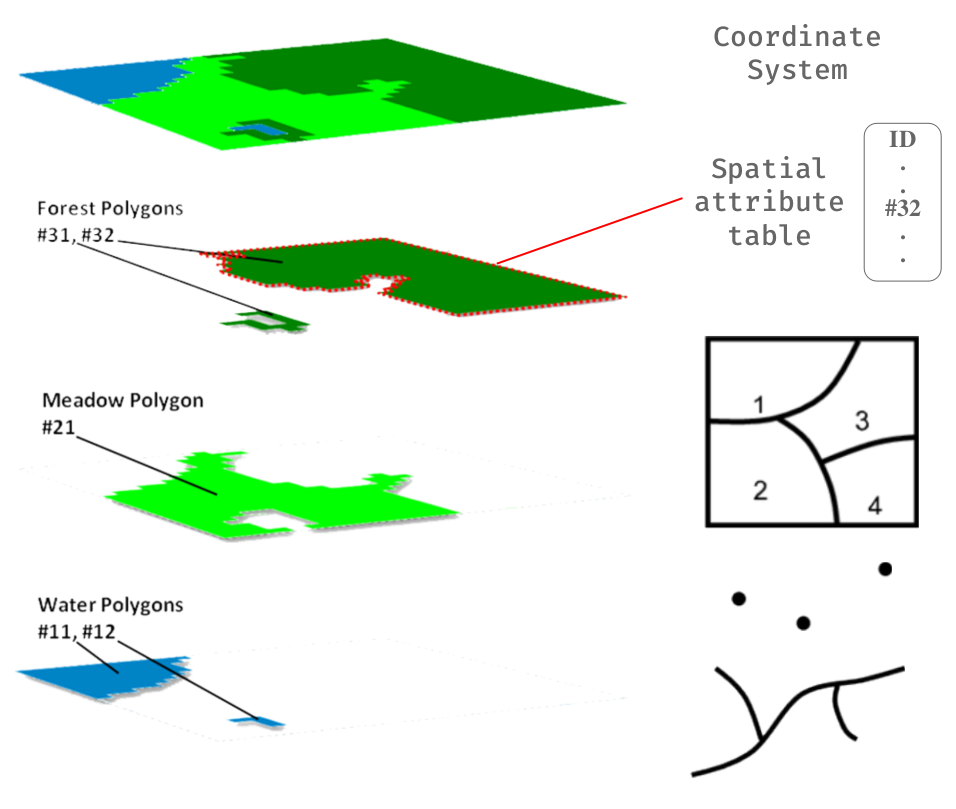 Coordinate
System
Spatial
attribute
table
ID
.
.
#32
.
.
Forest Polygons
#31, #32
Meadow Polygon
#21
Water Polygons
#11, #12
1
3
2
4